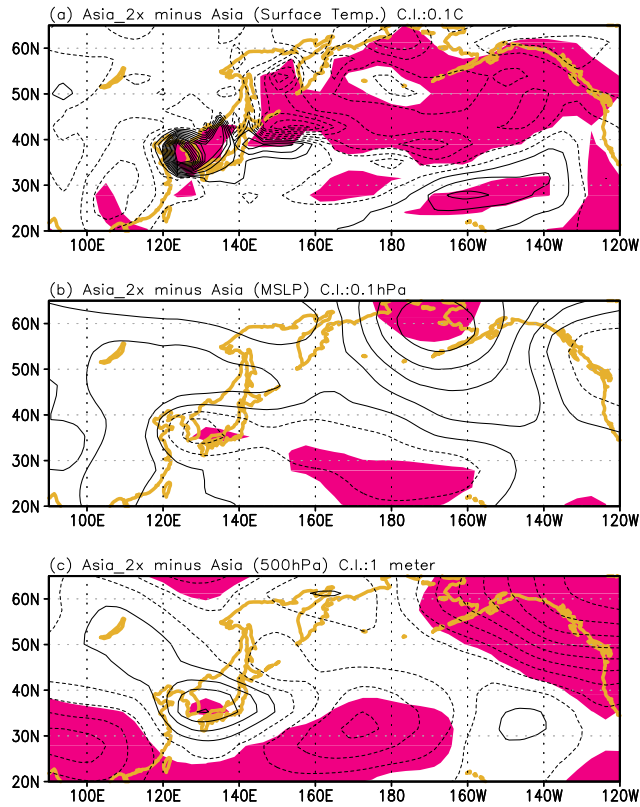 (a) Asia_2x minus Asia (Surface Temp.) C.I.:0.1C
60N
50N
40N
30N
20N
100E 120E 140E 160E 180 160W 140W 120W
(b) Asia_2x minus Asia (MSLP) C.I.:0.1hPa
60N
50N
40N
30N
20N
100E 120E 140E 160E 180 160W 140W 120W
(c) Asia_2x minus Asia (500hPa) C.I.:1 meter
60N
50N
40N
30N
20N
100E 120E 140E 160E 180 160W 140W 120W